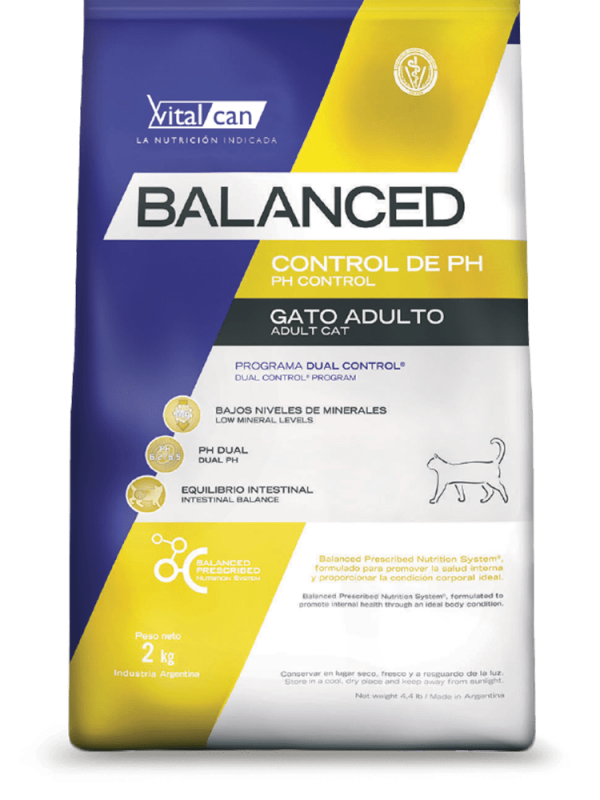 Vital can
LA NUTRICIÓN INDICADA
BALANCED
CONTROL DE PH
PH CONTROL
GATO ADULTO
ADULT CAT
PROGRAMA DUAL CONTROL®
DUAL CONTROL® PROGRAM
BAJOS NIVELES DE MINERALES
LOW MINERAL LEVELS
PH DUAL
DUAL PH
EQUILIBRIO INTESTINAL
INTESTINAL BALANCE
BALANCED
PRESCRIBED
NUTRITION SYSTEM
Balanced Prescribed Nutrition System®,
formulado para promover la salud interna
y proporcionar la condición corporal ideal.
Balanced Prescribed Nutrition System®, formulated to
promote internal health through an ideal body condition.
Peso neto
2 kg
Industria Argentina
Conservar en lugar seco, fresco y a resguardo de la luz.
Store in a cool, dry place and keep away from sunlight.
Net weight 4,4 lb / Made in Argentina